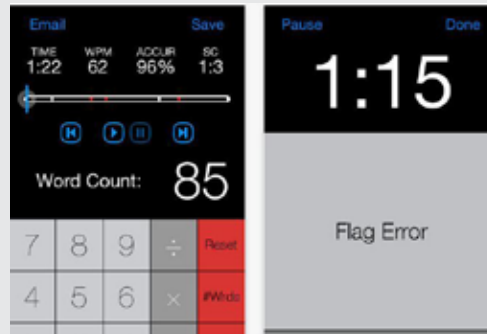 Email Save
TIME WPM ACCUR SC
1:22 62 96% 1:3
Word Count: 85
7 8 9 ÷ Reset
4 5 6 × #Wrds
Pause Done
1:15
Flag Error